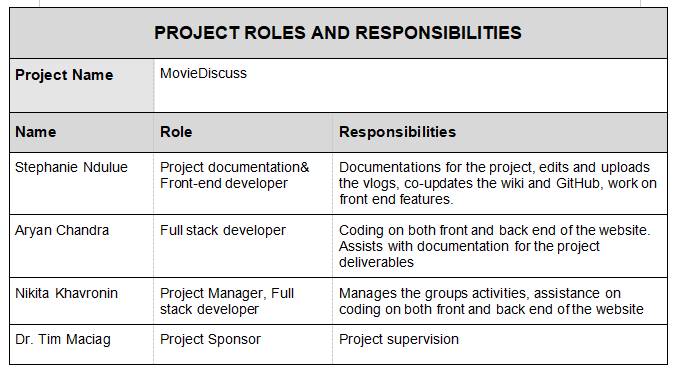 PROJECT ROLES AND RESPONSIBILITIES
Project Name
MovieDiscuss
Name
Role
Responsibilities
Stephanie Ndulue
Project documentation&
Front-end developer
Documentations for the project, edits and uploads
the vlogs, co-updates the wiki and GitHub, work on
front end features.
Aryan Chandra
Full stack developer
Coding on both front and back end of the website.
Assists with documentation for the project
deliverables
Nikita Khavronin
Project Manager, Full
stack developer
Manages the groups activities, assistance on
coding on both front and back end of the website
Dr. Tim Maciag
Project Sponsor
Project supervision